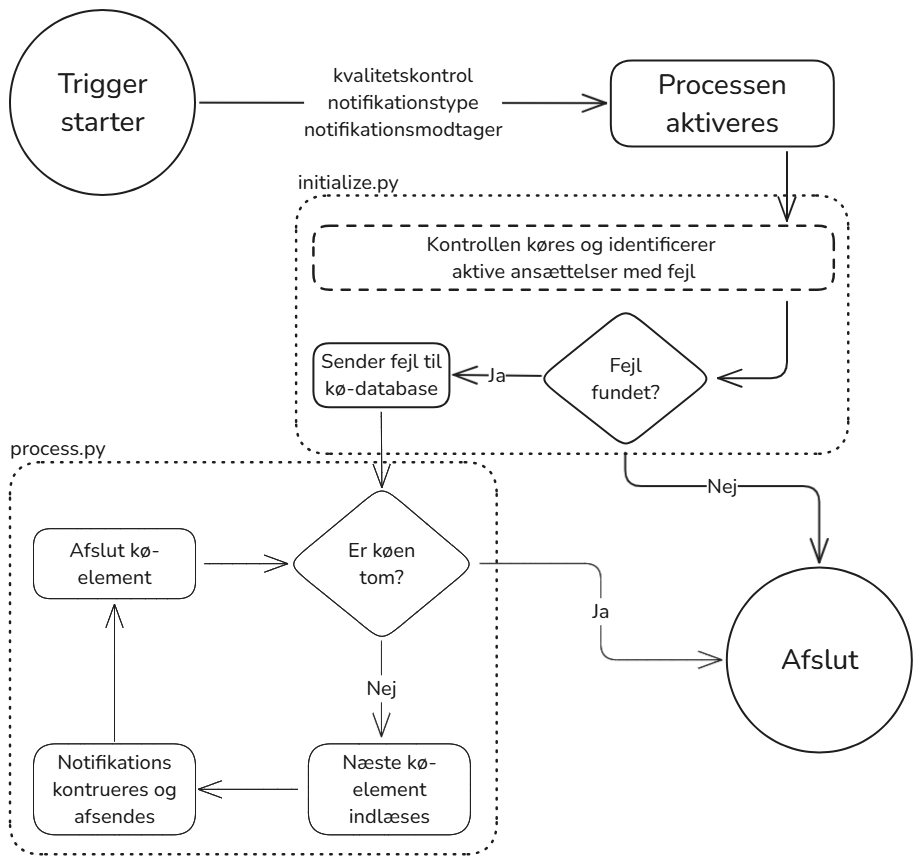 Trigger
starter
kvalitetskontrol
notifikationstype
notifikationsmodtager
Processen
aktiveres
initialize.py
Kontrollen køres og identificerer
aktive ansættelser med fejl
Fejl
fundet?
Ja
Sender fejl til
kø-database
Nej
process.py
Er køen
tom?
Ja
Nej
Næste kø-
element
indlæses
Notifikations
kontrueres og
afsendes
Afslut kø-
element
Afslut